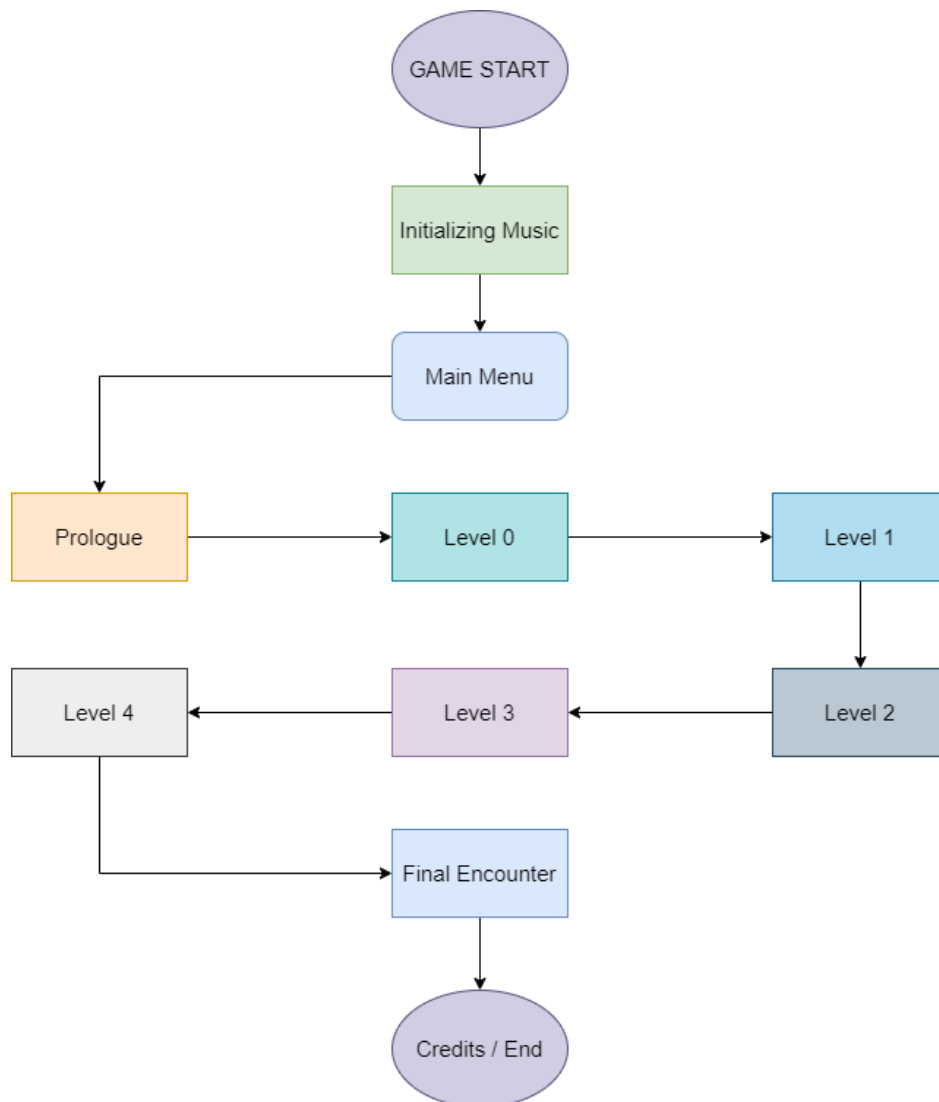 GAME START
Initializing Music
Main Menu
Prologue
Level 0
Level 1
Level 4
Level 3
Level 2
Final Encounter
Credits / End